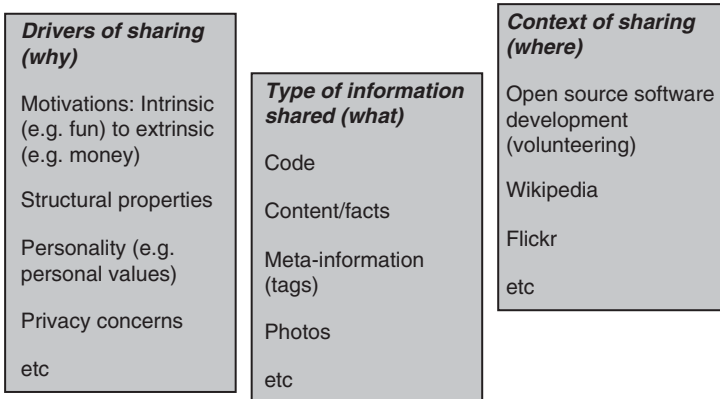 Drivers of sharing
(why)
Motivations: Intrinsic
(e.g. fun) to extrinsic
(e.g. money)
Structural properties
Personality (e.g.
personal values)
Privacy concerns
etc
Type of information
shared (what)
Code
Content/facts
Meta-information
(tags)
Photos
etc
Context of sharing
(where)
Open source software
development
(volunteering)
Wikipedia
Flickr
etc